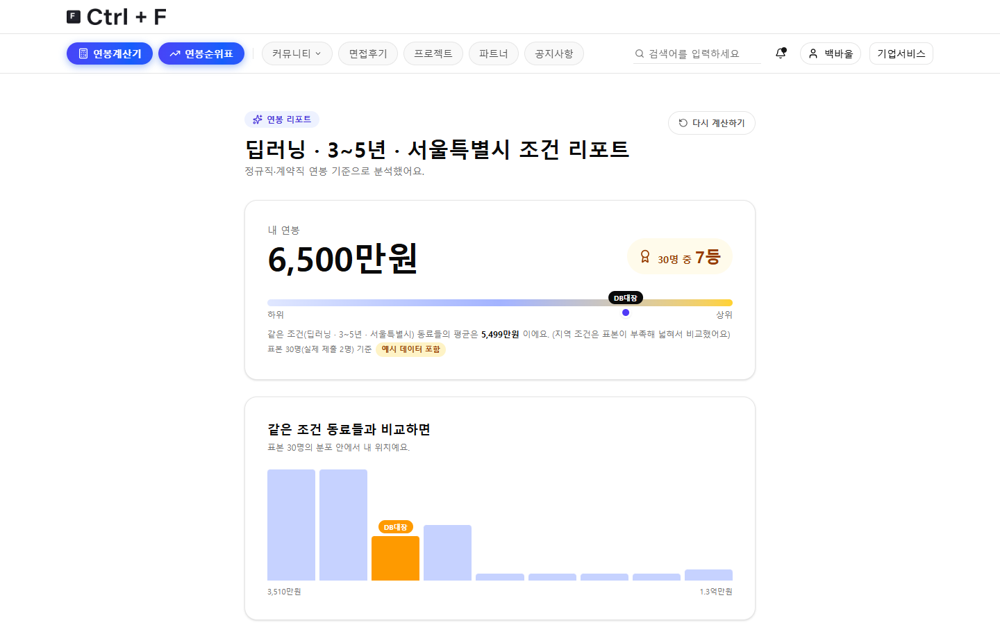 F Ctrl + F
연봉계산기 연봉순위표 커뮤니티 면접후기 프로젝트 파트너 공지사항 검색어를 입력하세요 백바울 기업서비스
연봉 리포트
다시 계산하기
딥러닝 · 3~5년 · 서울특별시 조건 리포트
정규직·계약직 연봉 기준으로 분석했어요.
내 연봉
6,500만원
30명 중 7등
DB대장
하위 상위
같은 조건(딥러닝 · 3~5년 · 서울특별시) 동료들의 평균은 5,499만원 이에요. (지역 조건은 표본이 부족해 넓혀서 비교했어요)
표본 30명(실제 제출 2명) 기준 예시 데이터 포함
같은 조건 동료들과 비교하면
표본 30명의 분포 안에서 내 위치예요.
DB대장
3,510만원 1.3억만원